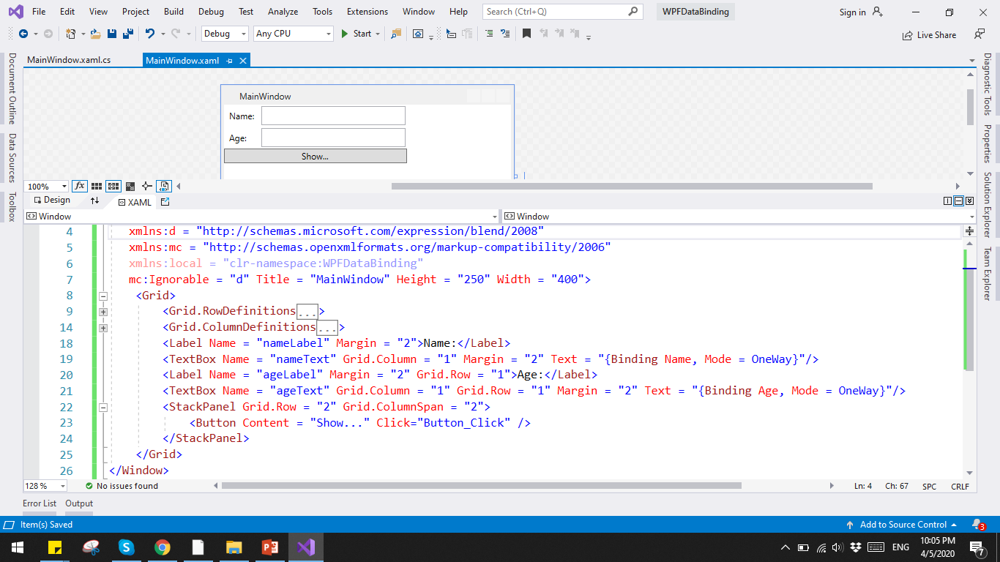 File Edit View Project Build Debug Test Analyze Tools Extensions Window Help Search (Ctrl+Q) WPFDataBinding Sign in
Debug Any CPU Start Live Share
MainWindow.xaml.cs MainWindow.xaml
Document Outline
Data Sources
Toolbox
MainWindow
Name:
Age:
Show...
Diagnostic Tools
Properties
Solution Explorer
Team Explorer
100% fx
Design XAML
Window Window
4 xmlns:d = "http://schemas.microsoft.com/expression/blend/2008"
5 xmlns:mc = "http://schemas.openxmlformats.org/markup-compatibility/2006"
6 xmlns:local = "clr-namespace:WPFDataBinding"
7 mc:Ignorable = "d" Title = "MainWindow" Height = "250" Width = "400">
8 <Grid>
9 <Grid.RowDefinitions...>
14 <Grid.ColumnDefinitions...>
18 <Label Name = "nameLabel" Margin = "2">Name:</Label>
19 <TextBox Name = "nameText" Grid.Column = "1" Margin = "2" Text = "{Binding Name, Mode = OneWay}"/>
20 <Label Name = "ageLabel" Margin = "2" Grid.Row = "1">Age:</Label>
21 <TextBox Name = "ageText" Grid.Column = "1" Grid.Row = "1" Margin = "2" Text = "{Binding Age, Mode = OneWay}"/>
22 <StackPanel Grid.Row = "2" Grid.ColumnSpan = "2">
23 <Button Content = "Show..." Click="Button_Click" />
24 </StackPanel>
25 </Grid>
26 </Window>
128 % No issues found Ln: 4 Ch: 67 SPC CRLF
Error List Output
Item(s) Saved Add to Source Control 3
ENG 10:05 PM
4/5/2020 7